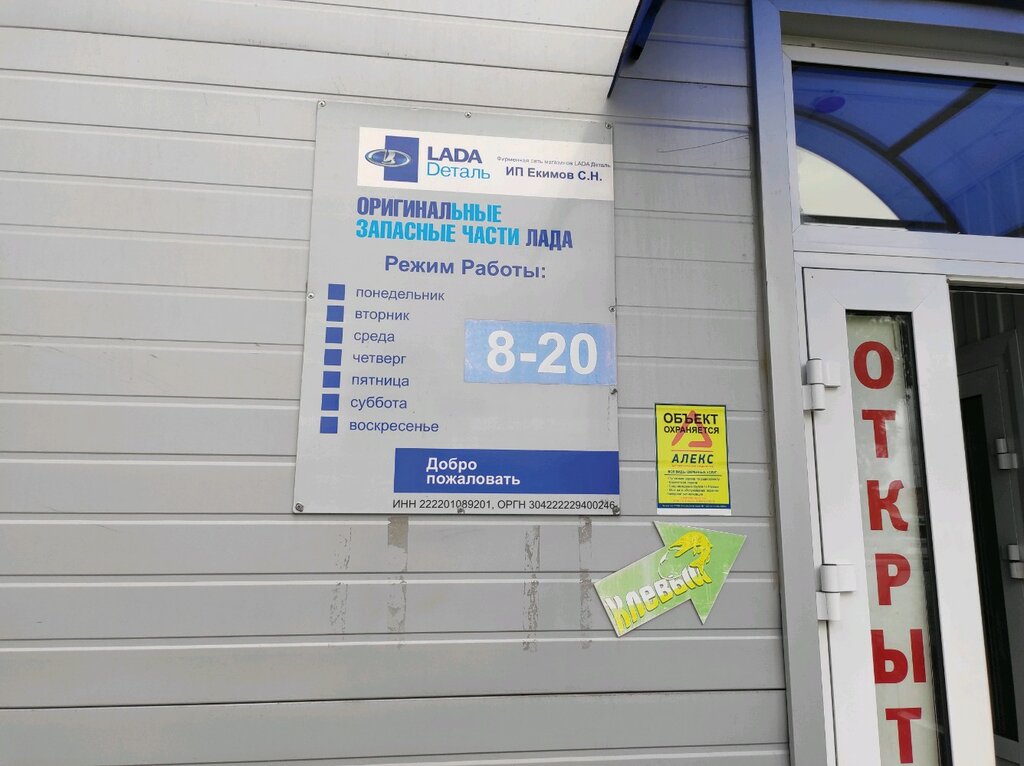 LADA
Dеталь
Фирменная сеть магазинов LADA Деталь
ИП Екимов С.Н.
ОРИГИНАЛЬНЫЕ
ЗАПАСНЫЕ ЧАСТИ ЛАДА
Режим Работы:
понедельник
вторник
среда
четверг
пятница
суббота
воскресенье
8-20
Добро
пожаловать
ИНН 222201089201, ОРГН 304222229400246
ОБЪЕКТ
ОХРАНЯЕТСЯ
АЛЕКС
Клевый
ОТКРЫТ